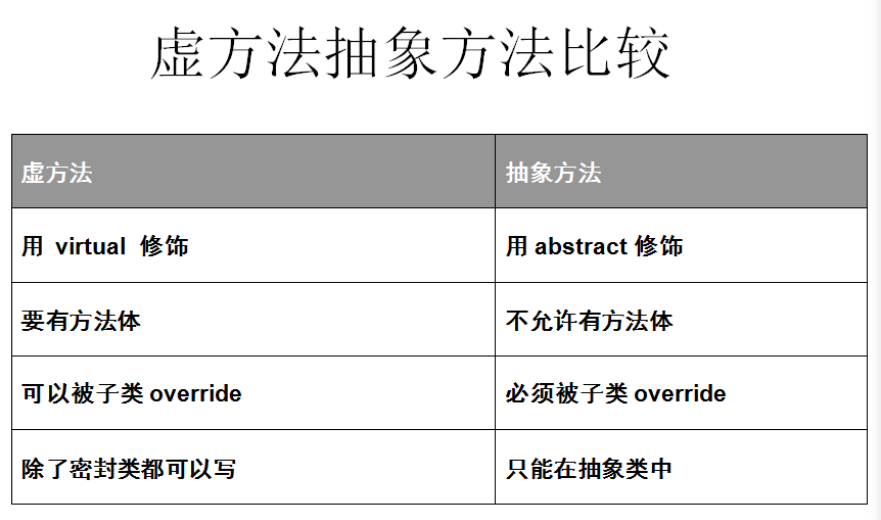 虚方法抽象方法比较
虚方法 抽象方法
用 virtual 修饰 用 abstract 修饰
要有方法体 不允许有方法体
可以被子类 override 必须被子类 override
除了密封类都可以写 只能在抽象类中